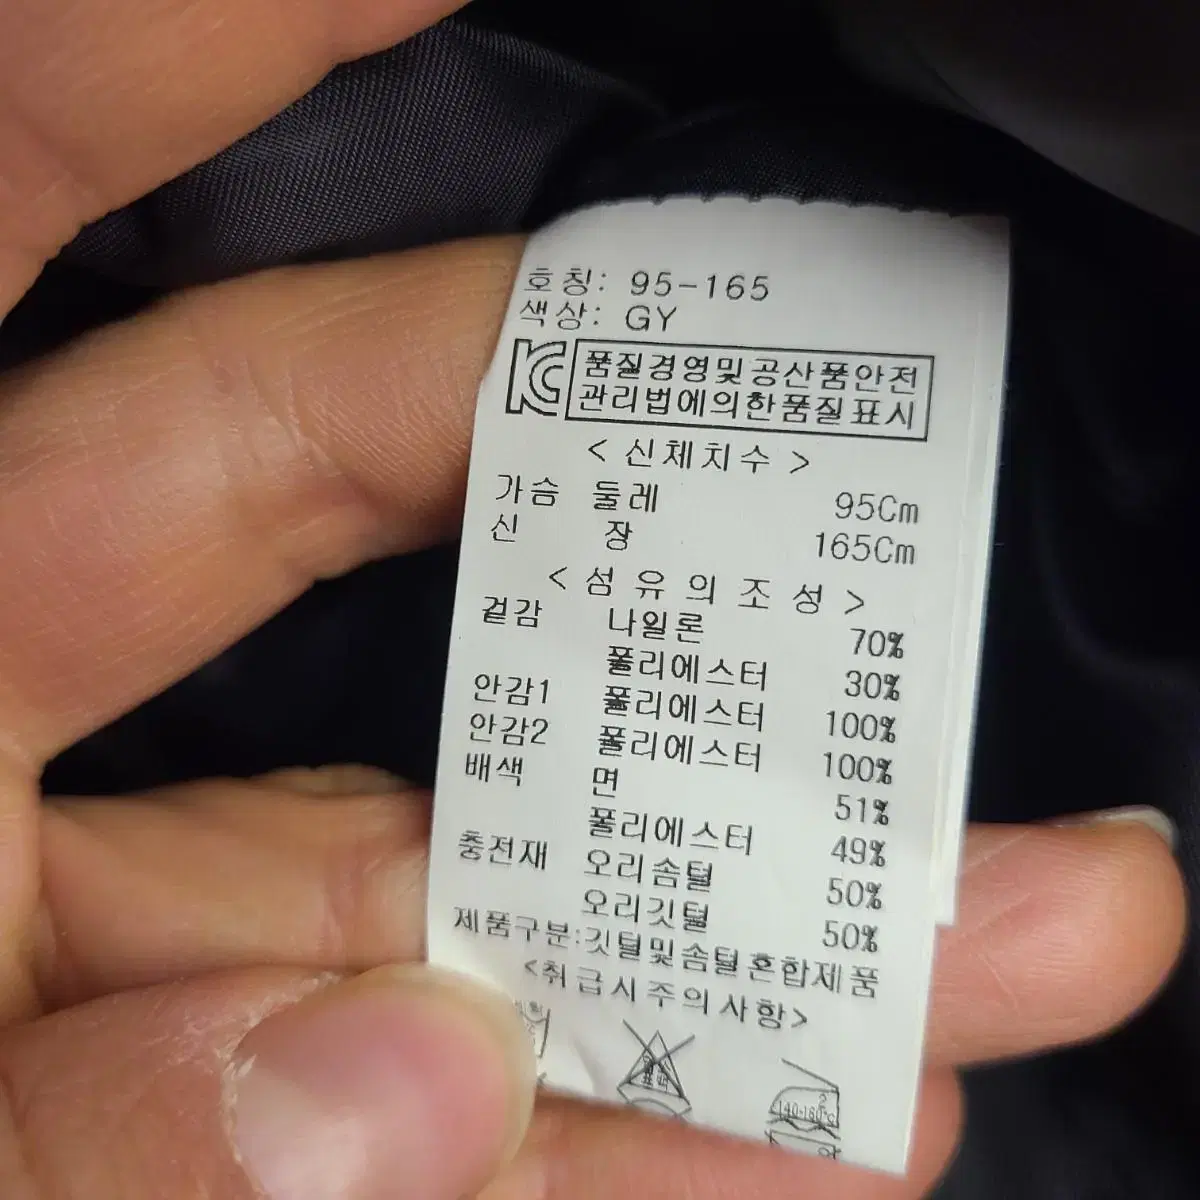 호칭: 95-165
색상: GY
KC 품질경영및공산품안전
관리법에의한품질표시
< 신체치수 >
가슴 둘레 95Cm
신 장 165Cm
< 섬 유 의 조 성 >
겉감 나일론 70%
폴리에스터 30%
안감1 폴리에스터 100%
안감2 폴리에스터 100%
배색 면 51%
폴리에스터 49%
충전재 오리솜털 50%
오리깃털 50%
제품구분:깃털및솜털혼합제품
<취급시주의사항>
140-160℃